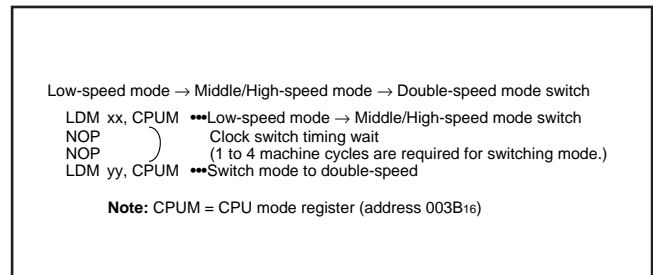 Low-speed mode → Middle/High-speed mode → Double-speed mode switch
LDM xx, CPUM •••Low-speed mode → Middle/High-speed mode switch
NOP Clock switch timing wait
NOP (1 to 4 machine cycles are required for switching mode.)
LDM yy, CPUM •••Switch mode to double-speed
Note: CPUM = CPU mode register (address 003B16)